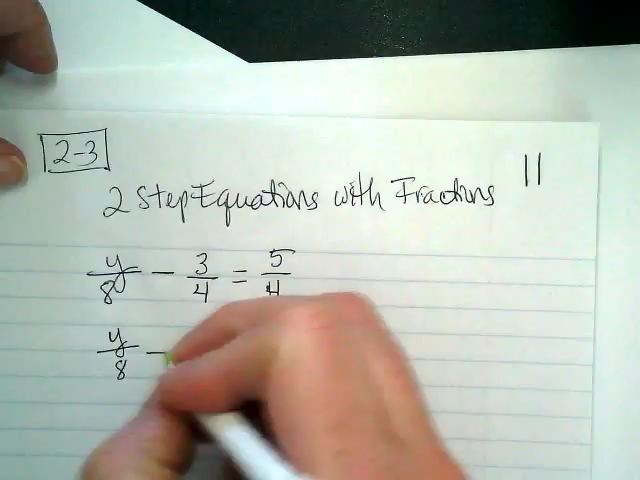 2-3
11
2 Step Equations with Fractions
y/8 - 3/4 = 5/4
y/8 -